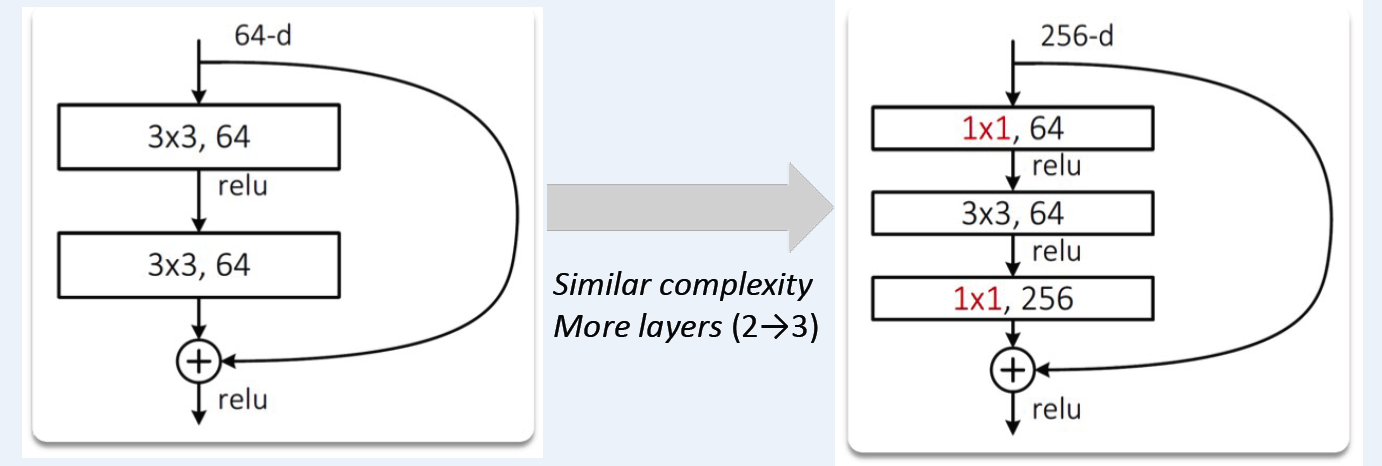 64-d
3x3, 64
relu
3x3, 64
+
relu
Similar complexity
More layers (2→3)
256-d
1x1, 64
relu
3x3, 64
relu
1x1, 256
+
relu